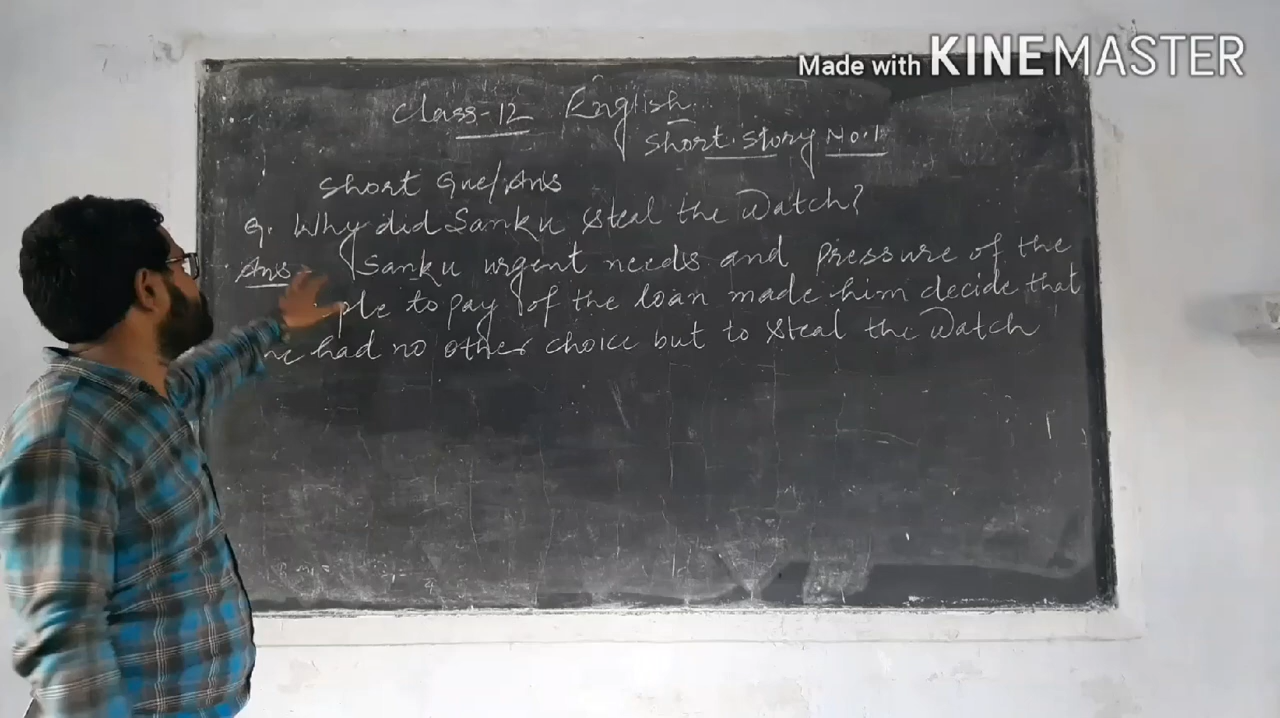 Made with KINEMASTER
Class-12 English
Short Story No.1
Short Que/Ans
Q. Why did Sanku steal the watch?
Ans Sanku urgent needs and pressure of the
ple to pay of the loan made him decide that
he had no other choice but to steal the watch